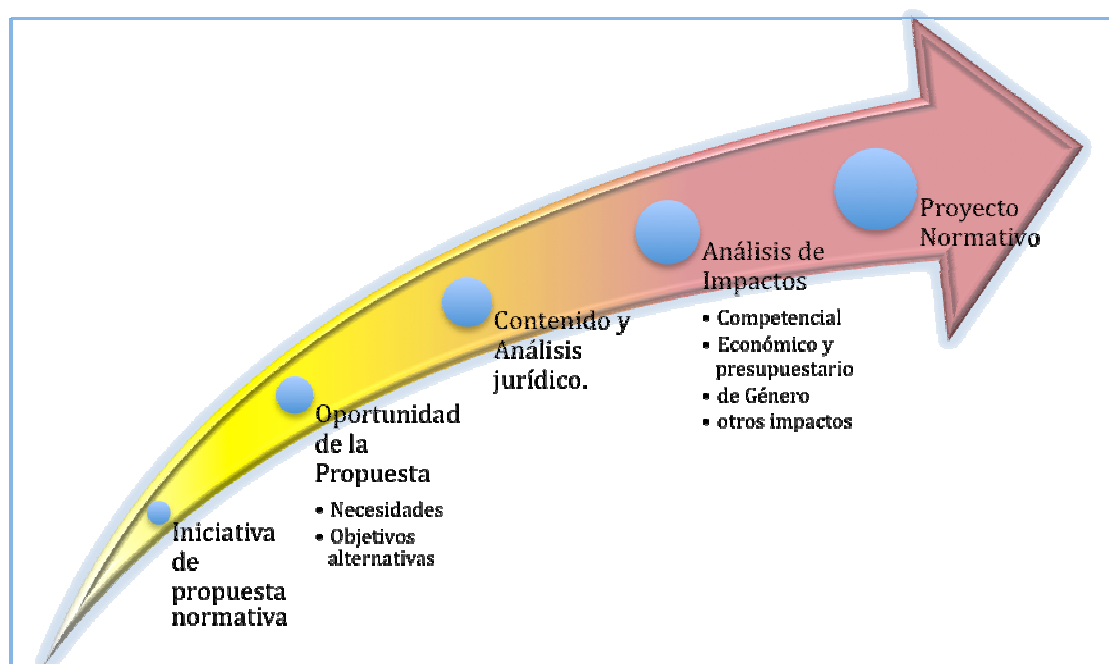 Iniciativa
de
propuesta
normativa
Oportunidad
de la
Propuesta
• Necesidades
• Objetivos
alternativas
Contenido y
Análisis
jurídico.
Análisis de
Impactos
• Competencial
• Económico y
presupuestario
• de Género
• otros impactos
Proyecto
Normativo